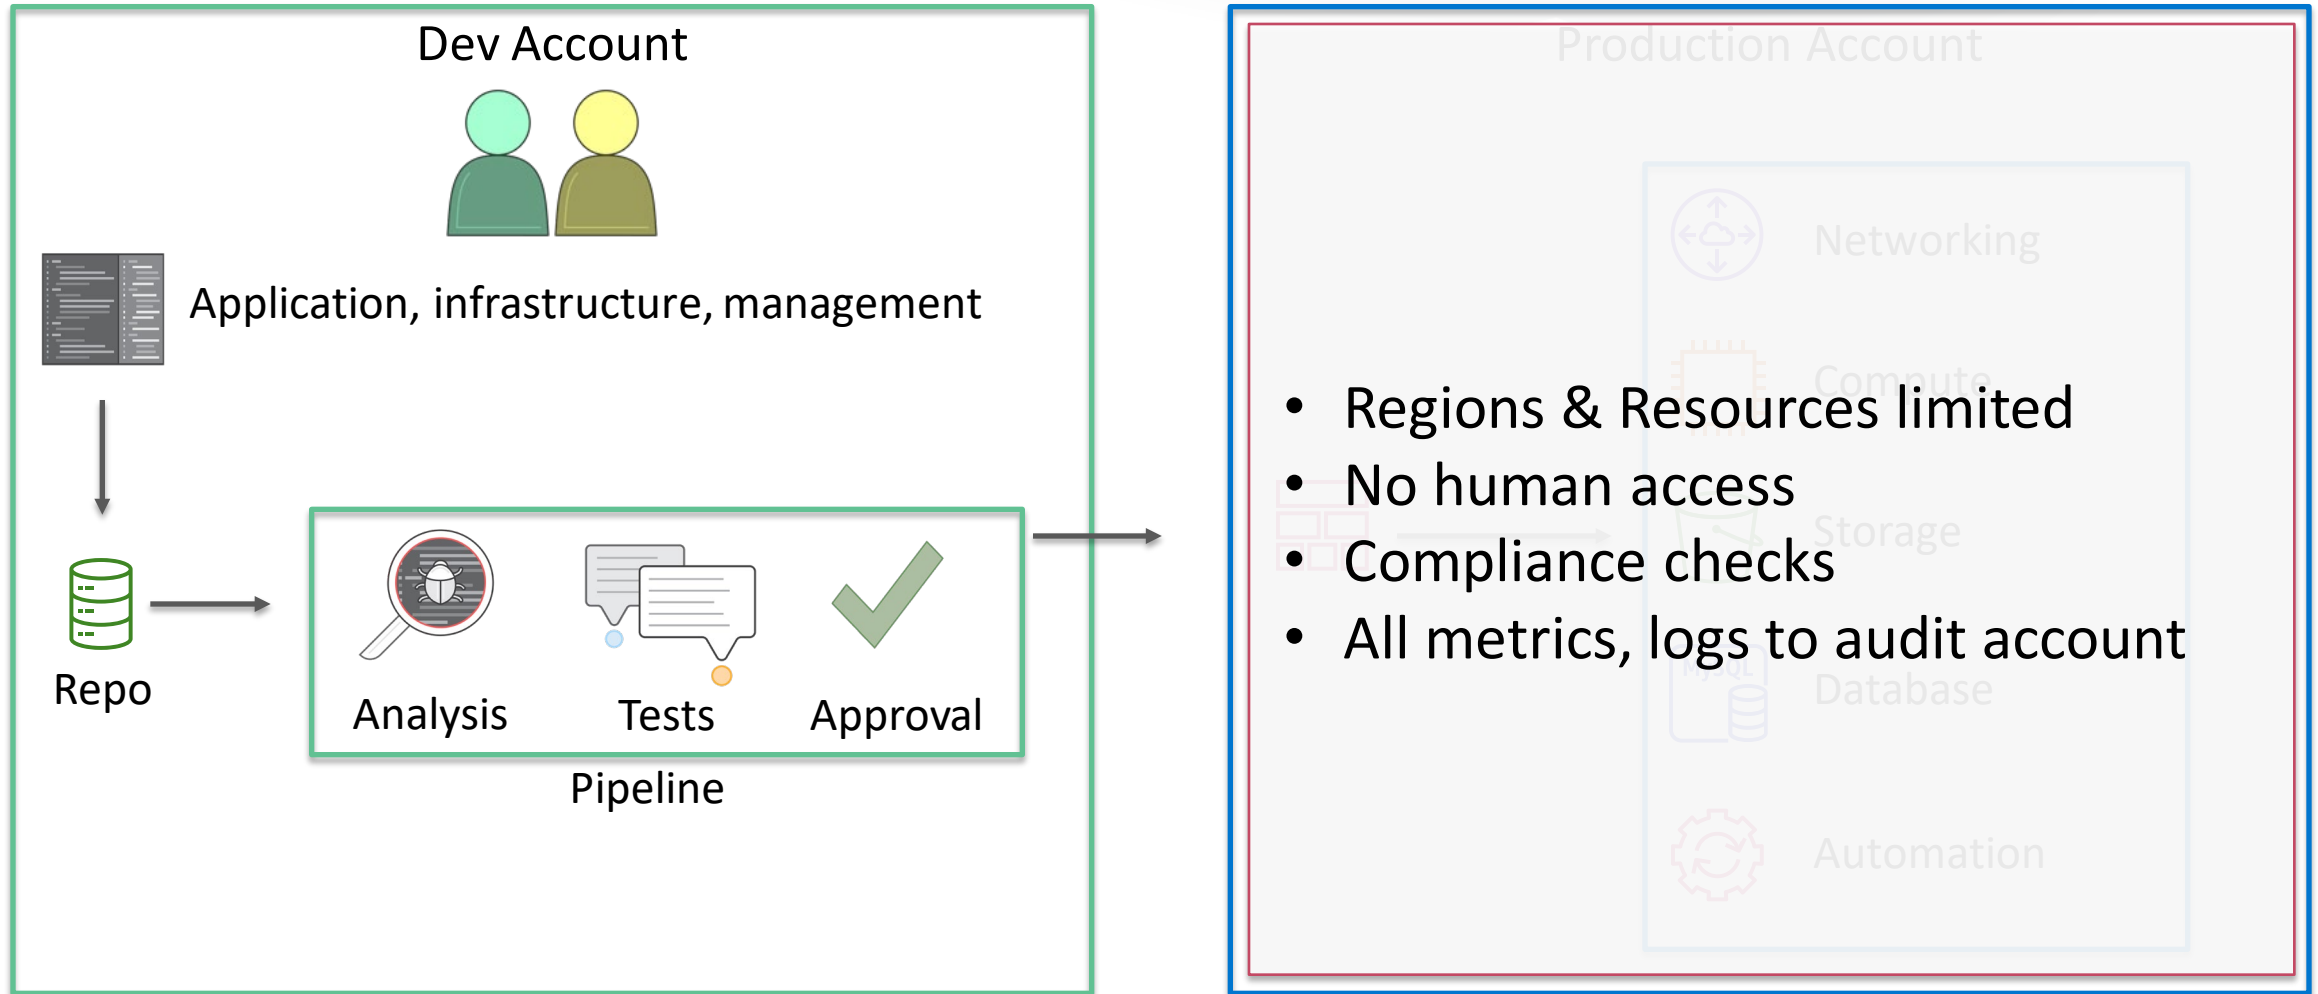 Dev Account
Application, infrastructure, management
Repo
Analysis
Tests
Approval
Pipeline
Production Account
Networking
Compute
Storage
MySQL
Database
Automation
• Regions & Resources limited
• No human access
• Compliance checks
• All metrics, logs to audit account